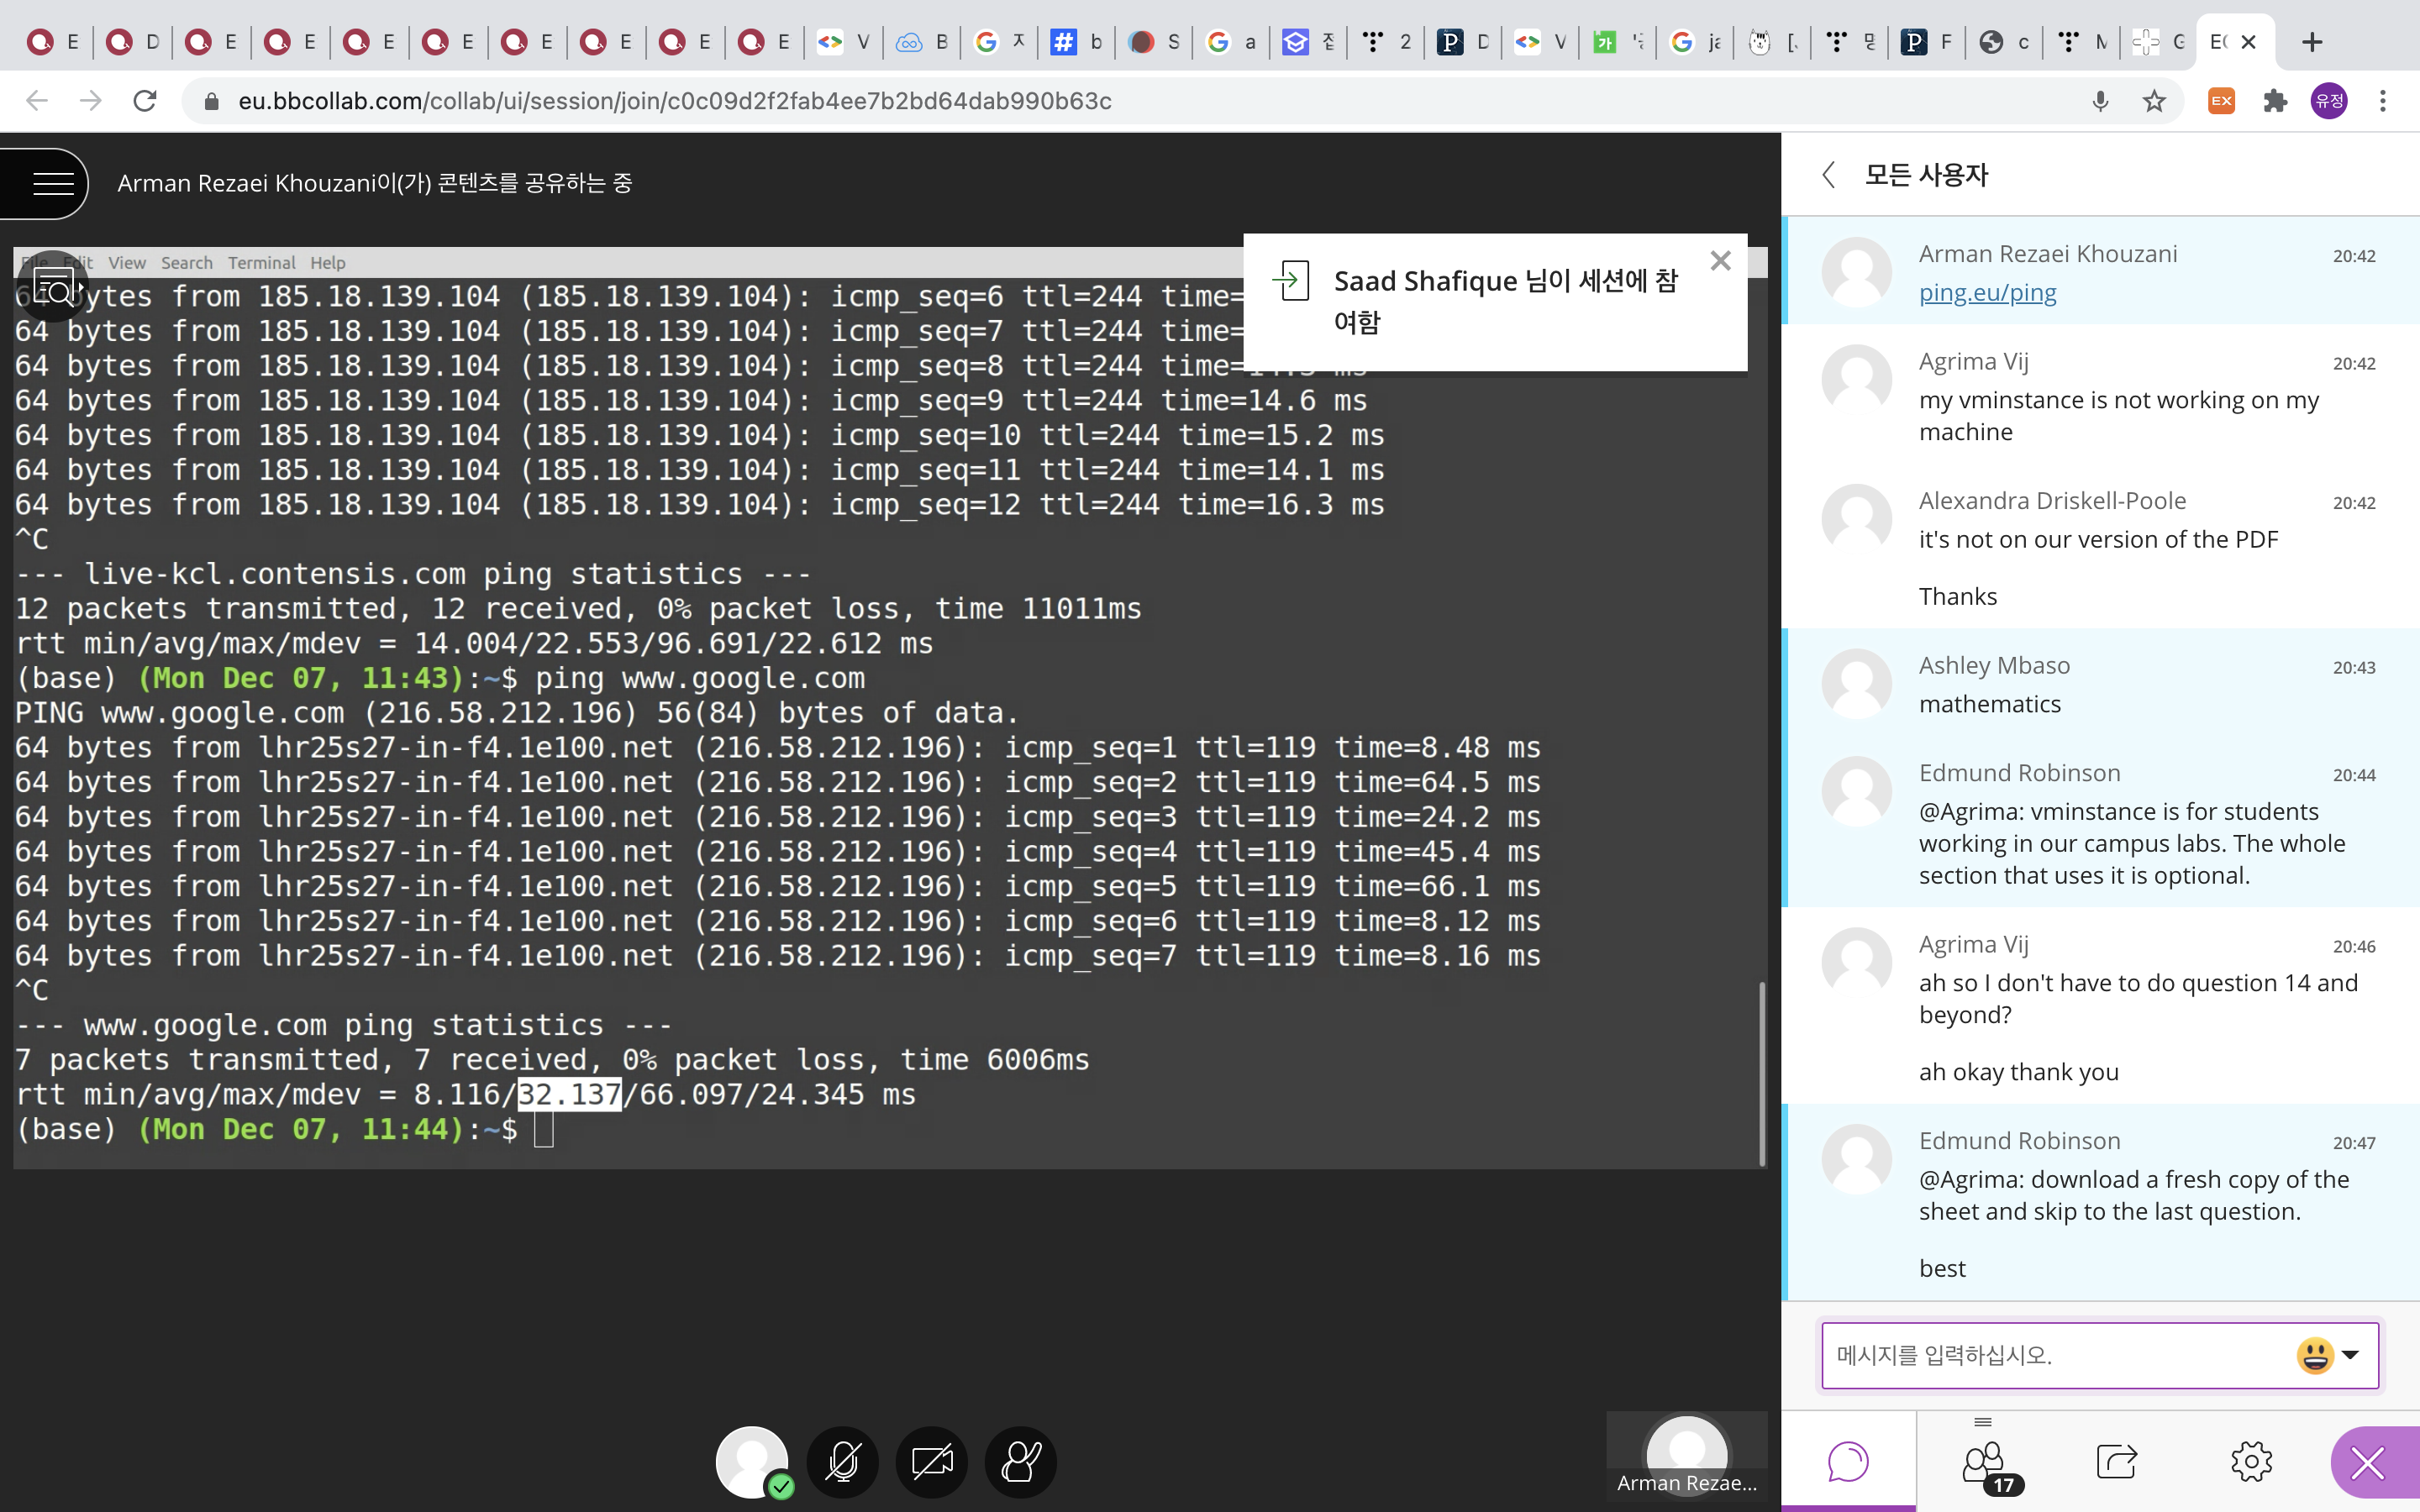 E
D
E
E
E
E
E
E
E
E
V
B
b
S
a
2
D
V
F
c
G
eu.bbcollab.com/collab/ui/session/join/c0c09d2f2fab4ee7b2bd64dab990b63c
EX
유정
Arman Rezaei Khouzani이(가) 콘텐츠를 공유하는 중
File Edit View Search Terminal Help
64 bytes from 185.18.139.104 (185.18.139.104): icmp_seq=6 ttl=244 time=
64 bytes from 185.18.139.104 (185.18.139.104): icmp_seq=7 ttl=244 time=
64 bytes from 185.18.139.104 (185.18.139.104): icmp_seq=8 ttl=244 time=
64 bytes from 185.18.139.104 (185.18.139.104): icmp_seq=9 ttl=244 time=14.6 ms
64 bytes from 185.18.139.104 (185.18.139.104): icmp_seq=10 ttl=244 time=15.2 ms
64 bytes from 185.18.139.104 (185.18.139.104): icmp_seq=11 ttl=244 time=14.1 ms
64 bytes from 185.18.139.104 (185.18.139.104): icmp_seq=12 ttl=244 time=16.3 ms
^C
--- live-kcl.contensis.com ping statistics ---
12 packets transmitted, 12 received, 0% packet loss, time 11011ms
rtt min/avg/max/mdev = 14.004/22.553/96.691/22.612 ms
(base) (Mon Dec 07, 11:43):~$ ping www.google.com
PING www.google.com (216.58.212.196) 56(84) bytes of data.
64 bytes from lhr25s27-in-f4.1e100.net (216.58.212.196): icmp_seq=1 ttl=119 time=8.48 ms
64 bytes from lhr25s27-in-f4.1e100.net (216.58.212.196): icmp_seq=2 ttl=119 time=64.5 ms
64 bytes from lhr25s27-in-f4.1e100.net (216.58.212.196): icmp_seq=3 ttl=119 time=24.2 ms
64 bytes from lhr25s27-in-f4.1e100.net (216.58.212.196): icmp_seq=4 ttl=119 time=45.4 ms
64 bytes from lhr25s27-in-f4.1e100.net (216.58.212.196): icmp_seq=5 ttl=119 time=66.1 ms
64 bytes from lhr25s27-in-f4.1e100.net (216.58.212.196): icmp_seq=6 ttl=119 time=8.12 ms
64 bytes from lhr25s27-in-f4.1e100.net (216.58.212.196): icmp_seq=7 ttl=119 time=8.16 ms
^C
--- www.google.com ping statistics ---
7 packets transmitted, 7 received, 0% packet loss, time 6006ms
rtt min/avg/max/mdev = 8.116/32.137/66.097/24.345 ms
(base) (Mon Dec 07, 11:44):~$
Saad Shafique 님이 세션에 참
여함
Arman Rezae...
모든 사용자
Arman Rezaei Khouzani 20:42
ping.eu/ping
Agrima Vij 20:42
my vminstance is not working on my
machine
Alexandra Driskell-Poole 20:42
it's not on our version of the PDF
Thanks
Ashley Mbaso 20:43
mathematics
Edmund Robinson 20:44
@Agrima: vminstance is for students
working in our campus labs. The whole
section that uses it is optional.
Agrima Vij 20:46
ah so I don't have to do question 14 and
beyond?
ah okay thank you
Edmund Robinson 20:47
@Agrima: download a fresh copy of the
sheet and skip to the last question.
best
메시지를 입력하십시오.
17